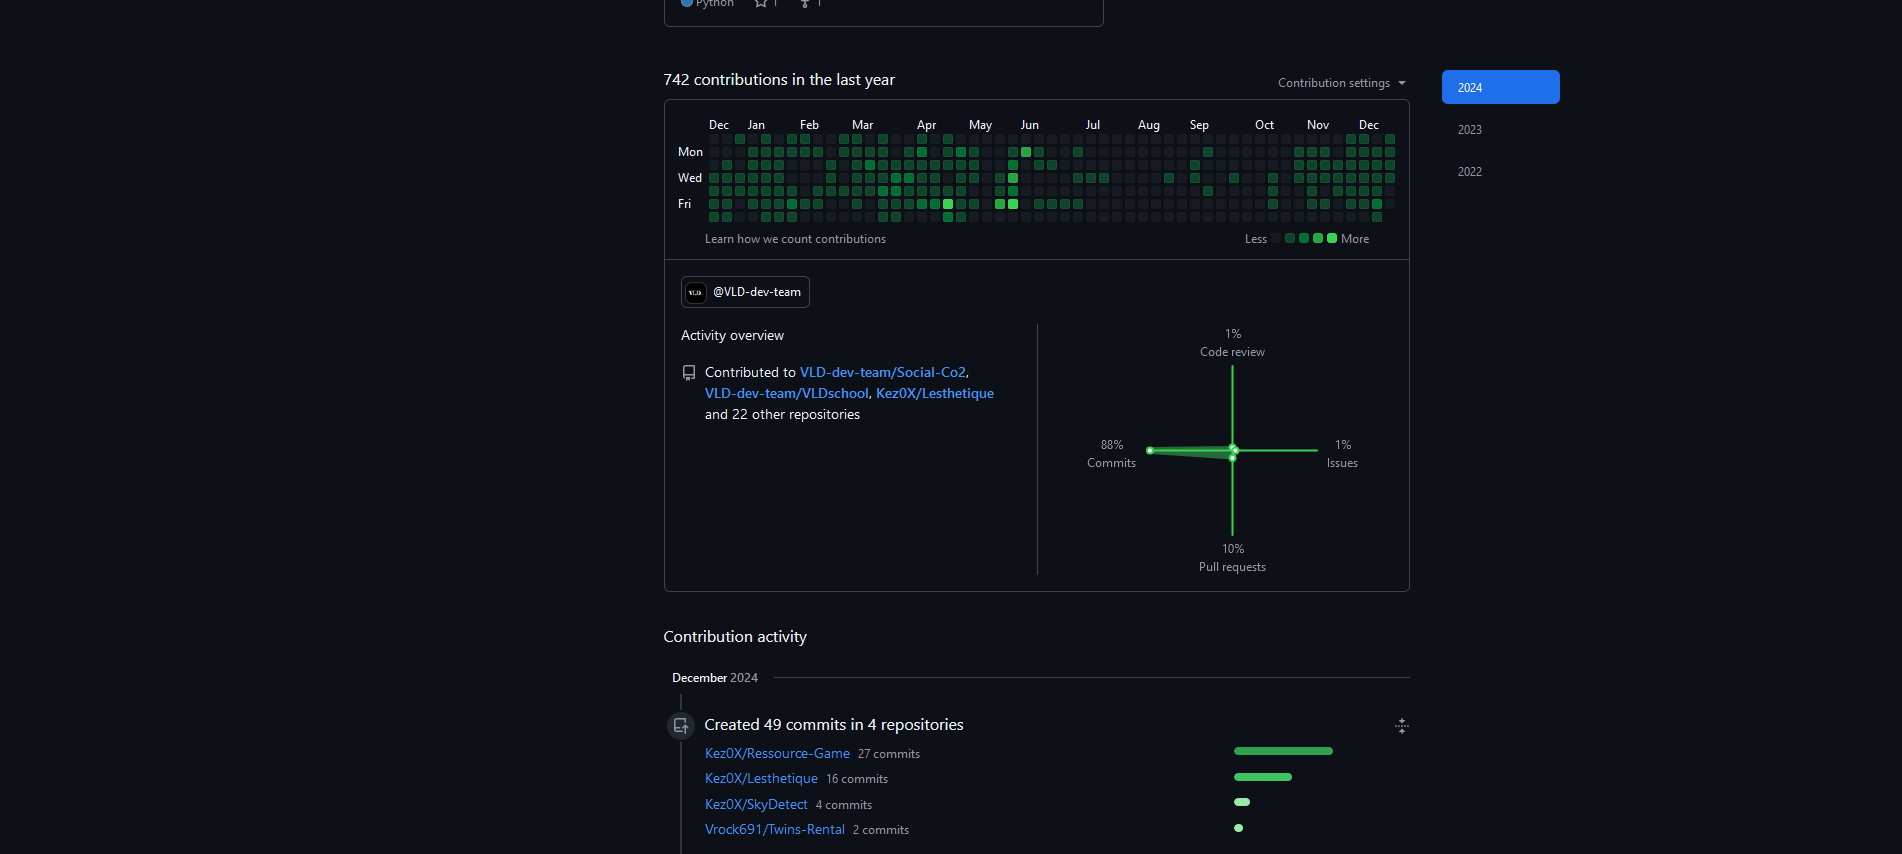 Python 1 1
742 contributions in the last year
Contribution settings
2024
2023
2022
Dec Jan Feb Mar Apr May Jun Jul Aug Sep Oct Nov Dec
Mon
Wed
Fri
Learn how we count contributions
Less More
VLD
@VLD-dev-team
Activity overview
Contributed to VLD-dev-team/Social-Co2,
VLD-dev-team/VLDschool, Kez0X/Lesthetique
and 22 other repositories
1%
Code review
88%
Commits
1%
Issues
10%
Pull requests
Contribution activity
December 2024
Created 49 commits in 4 repositories
Kez0X/Ressource-Game 27 commits
Kez0X/Lesthetique 16 commits
Kez0X/SkyDetect 4 commits
Vrock691/Twins-Rental 2 commits